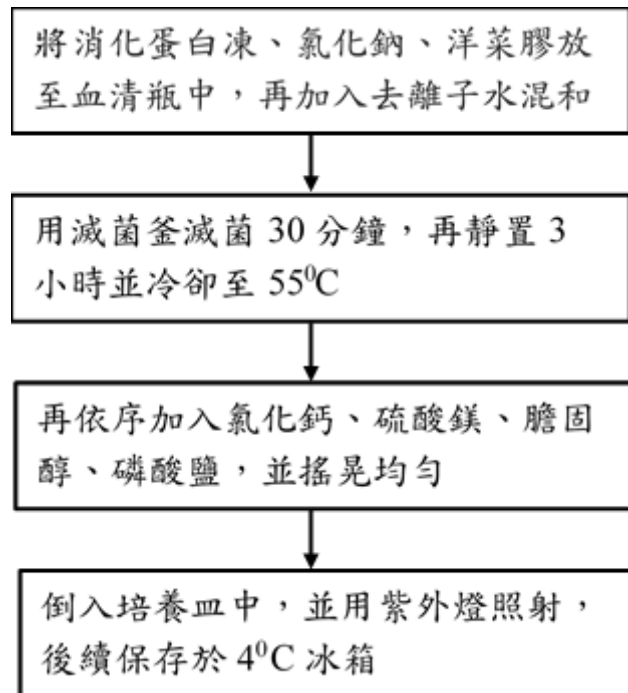 將消化蛋白凍、氯化鈉、洋菜膠放
至血清瓶中，再加入去離子水混和
用滅菌釜滅菌 30 分鐘，再靜置 3
小時並冷卻至 55⁰C
再依序加入氯化鈣、硫酸鎂、膽固
醇、磷酸鹽，並搖晃均勻
倒入培養皿中，並用紫外燈照射，
後續保存於 4⁰C 冰箱